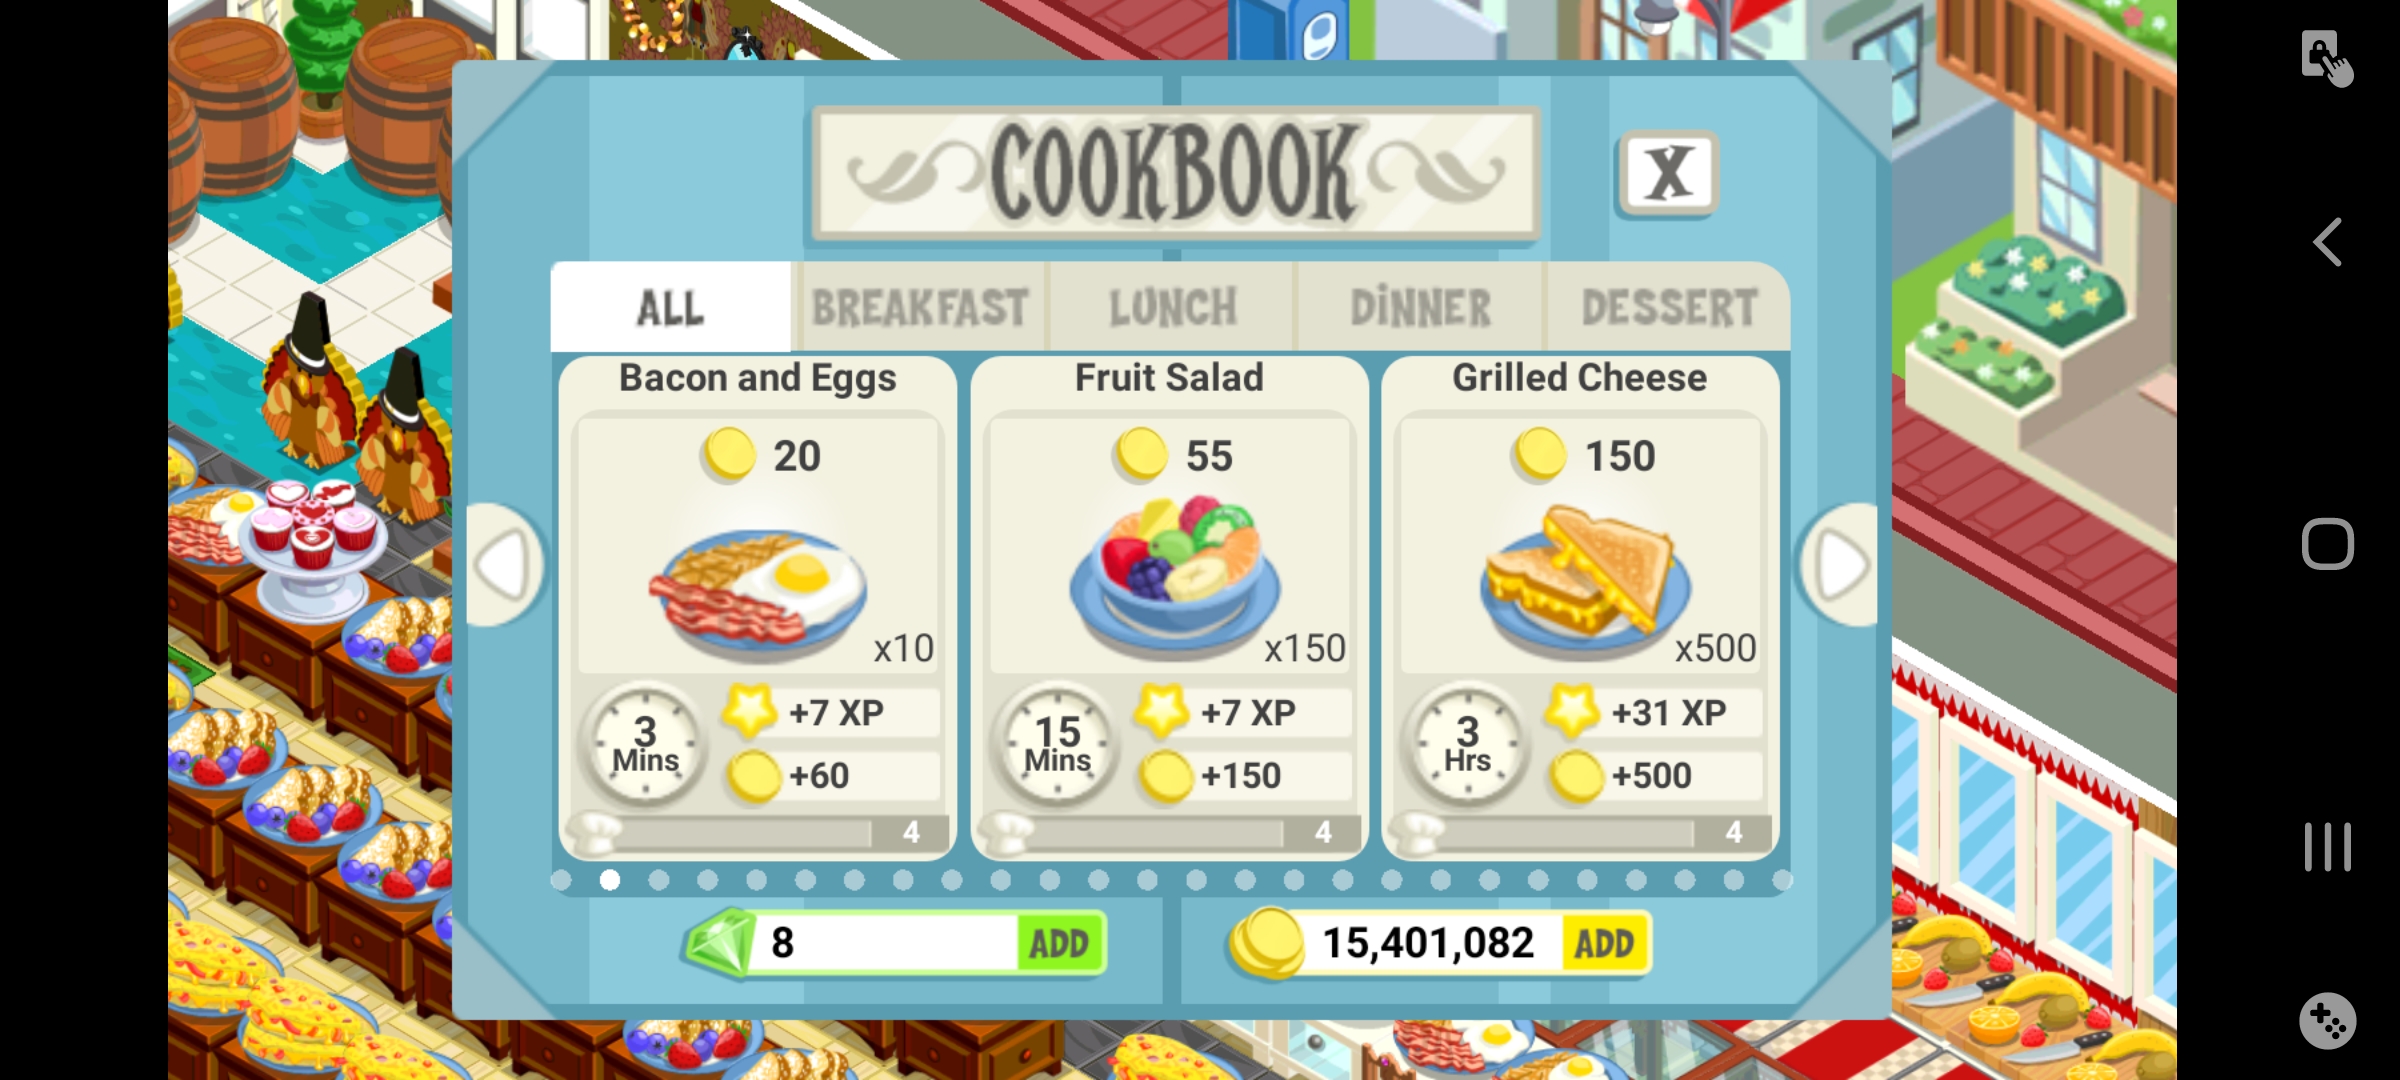 COOKBOOK
X
ALL
BREAKFAST
LUNCH
DINNER
DESSERT
Bacon and Eggs
20
x10
3
Mins
+7 XP
+60
4
Fruit Salad
55
x150
15
Mins
+7 XP
+150
4
Grilled Cheese
150
x500
3
Hrs
+31 XP
+500
4
8
ADD
15,401,082
ADD